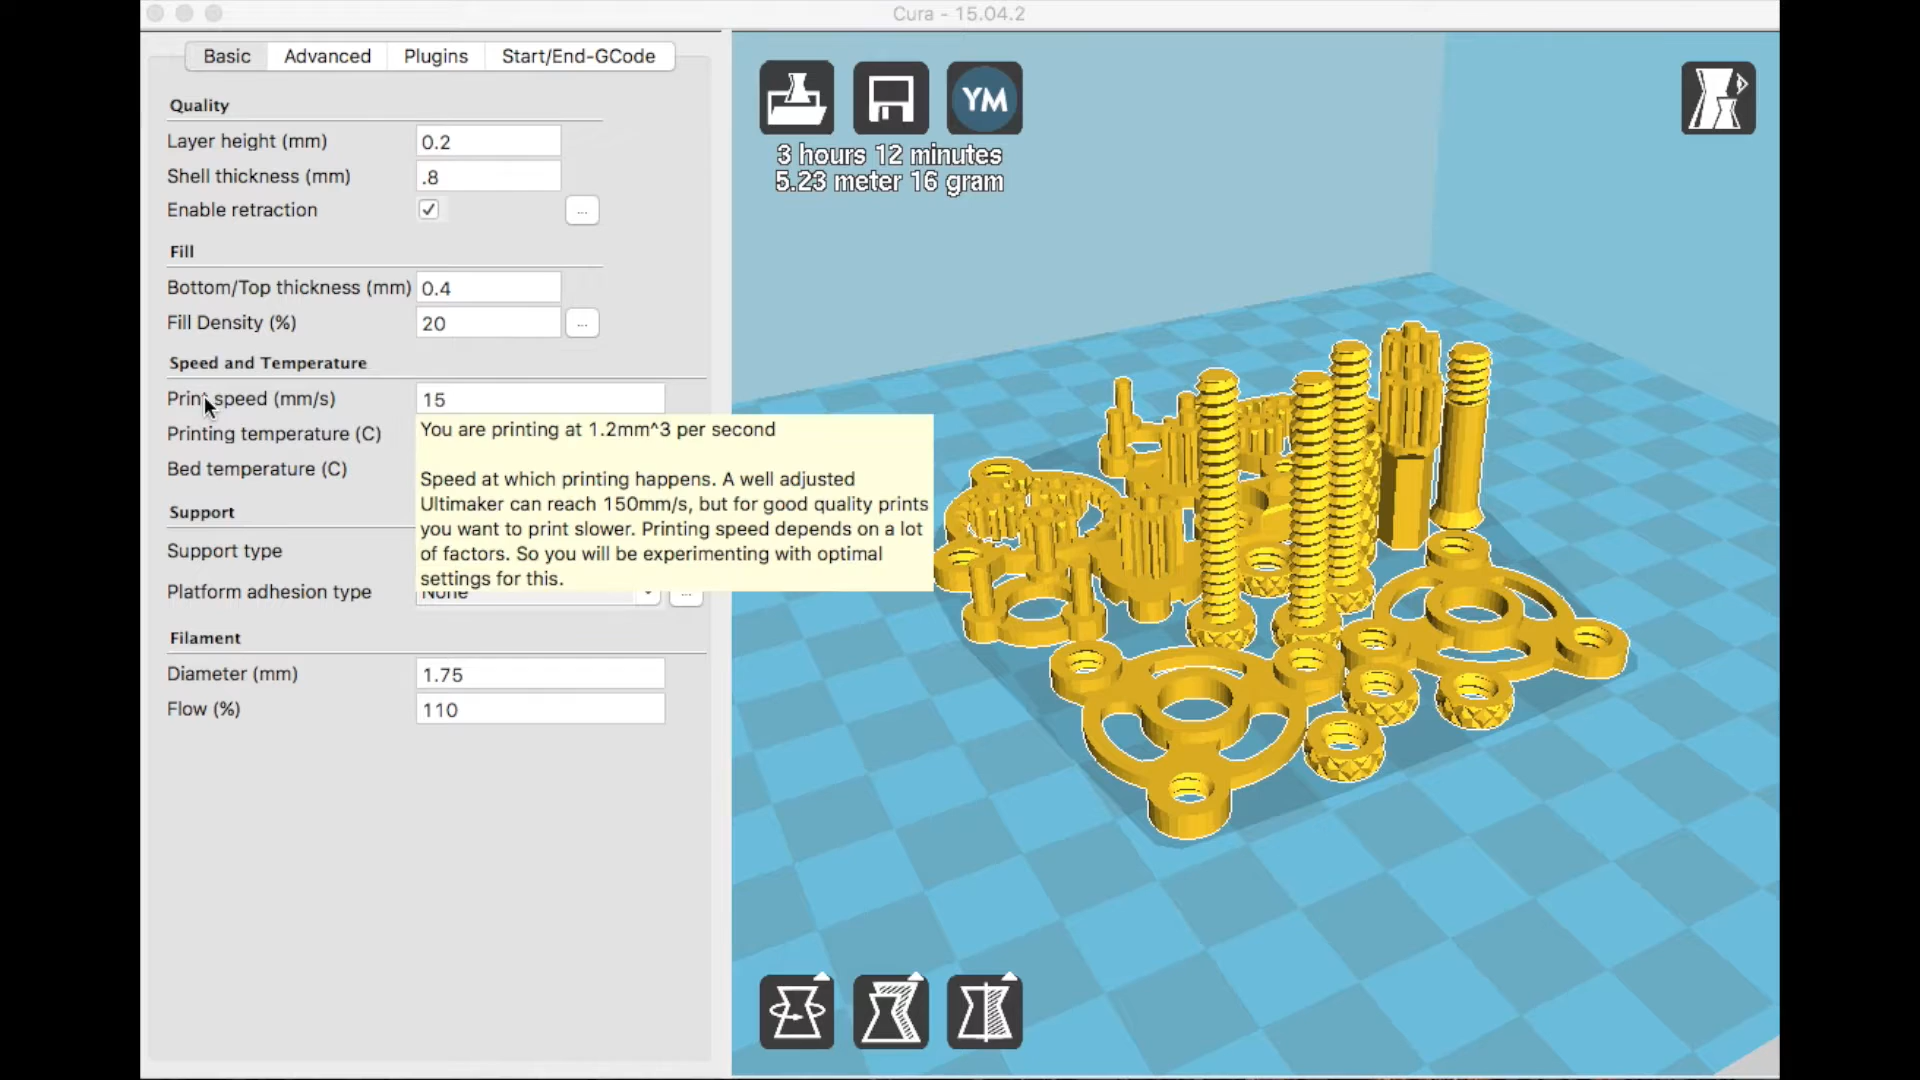 Cura - 15.04.2
Basic
Advanced
Plugins
Start/End-GCode
Quality
Layer height (mm)
0.2
Shell thickness (mm)
.8
Enable retraction
...
Fill
Bottom/Top thickness (mm)
0.4
Fill Density (%)
20
...
Speed and Temperature
Print speed (mm/s)
15
Printing temperature (C)
Bed temperature (C)
You are printing at 1.2mm^3 per second
Speed at which printing happens. A well adjusted
Ultimaker can reach 150mm/s, but for good quality prints
you want to print slower. Printing speed depends on a lot
of factors. So you will be experimenting with optimal
settings for this.
Support
Support type
Platform adhesion type
None
...
Filament
Diameter (mm)
1.75
Flow (%)
110
YM
3 hours 12 minutes
5.23 meter 16 gram